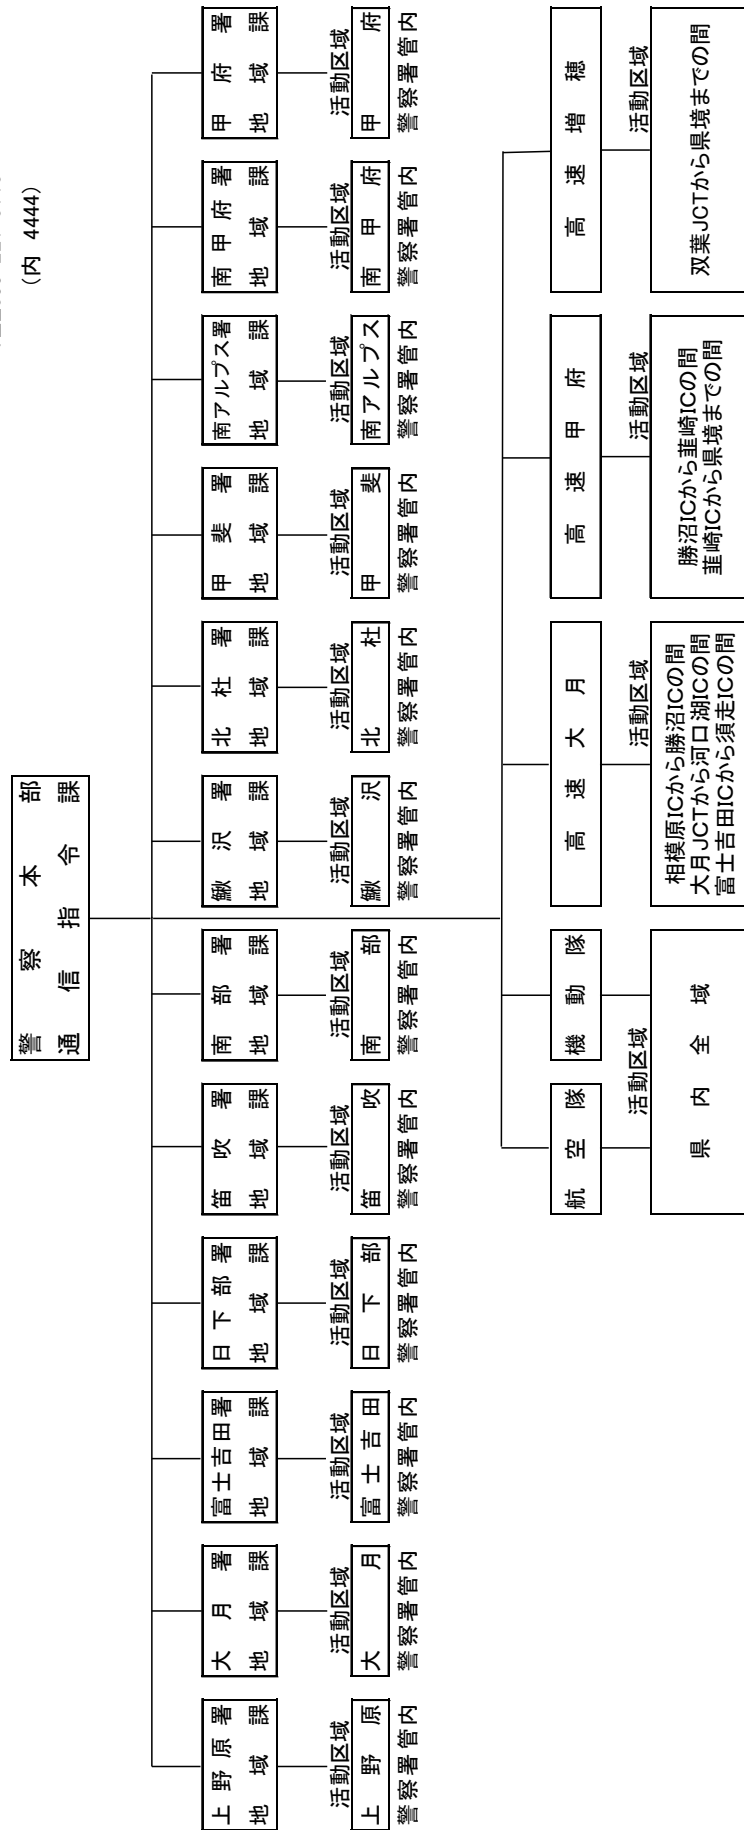 (内 4444)
警察本部
通信指令課
上野原署
地域課
大月署
地域課
富士吉田署
地域課
日下部署
地域課
笛吹署
地域課
南部署
地域課
鰍沢署
地域課
北杜署
地域課
甲斐署
地域課
南アルプス署
地域課
南甲府署
地域課
甲府署
地域課
活動区域
上野原
警察署管内
活動区域
大月
警察署管内
活動区域
富士吉田
警察署管内
活動区域
日下部
警察署管内
活動区域
笛吹
警察署管内
活動区域
南部
警察署管内
活動区域
鰍沢
警察署管内
活動区域
北杜
警察署管内
活動区域
甲斐
警察署管内
活動区域
南アルプス
警察署管内
活動区域
南甲府
警察署管内
活動区域
甲府
警察署管内
航空隊
機動隊
高速大月
高速甲府
高速増穂
活動区域
県内全域
活動区域
相模原ICから勝沼ICの間
大月JCTから河口湖ICの間
富士吉田ICから須走ICの間
活動区域
勝沼ICから韮崎ICの間
韮崎ICから県境までの間
活動区域
双葉JCTから県境までの間